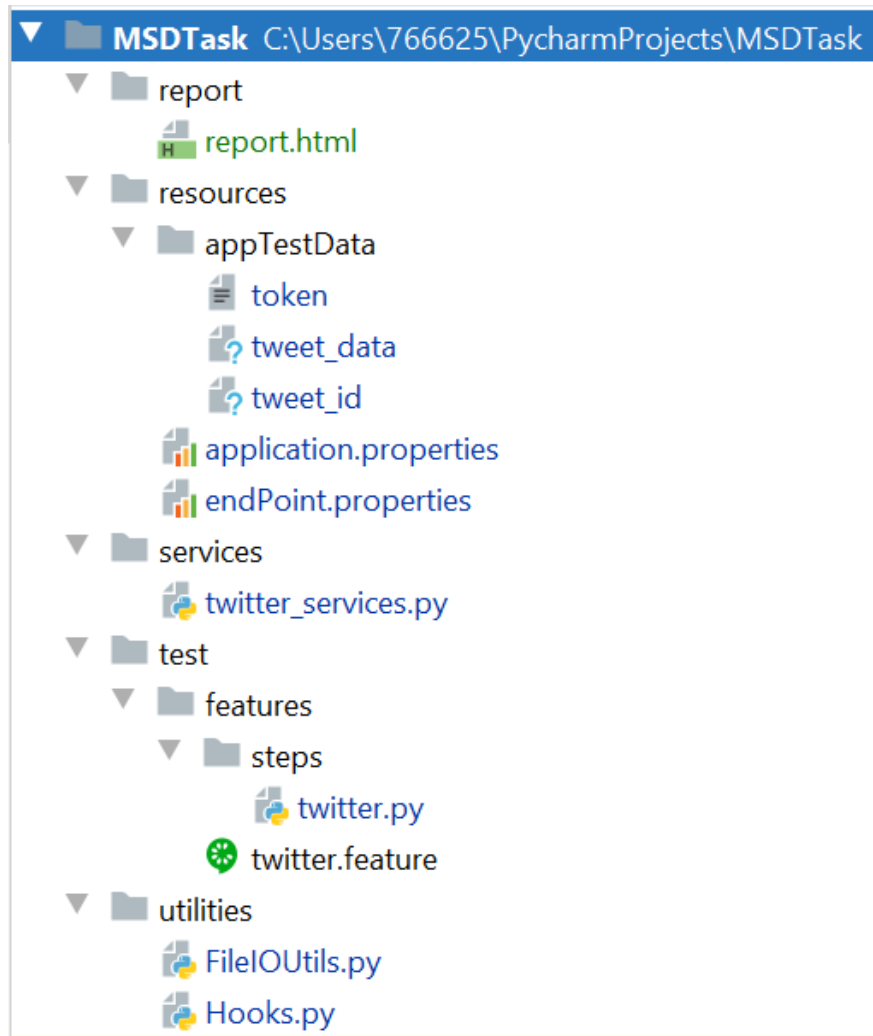 MSDTask C:\Users\766625\PycharmProjects\MSDTask
report
H report.html
resources
appTestData
token
? tweet_data
? tweet_id
application.properties
endPoint.properties
services
twitter_services.py
test
features
steps
twitter.py
twitter.feature
utilities
FileIOUtils.py
Hooks.py